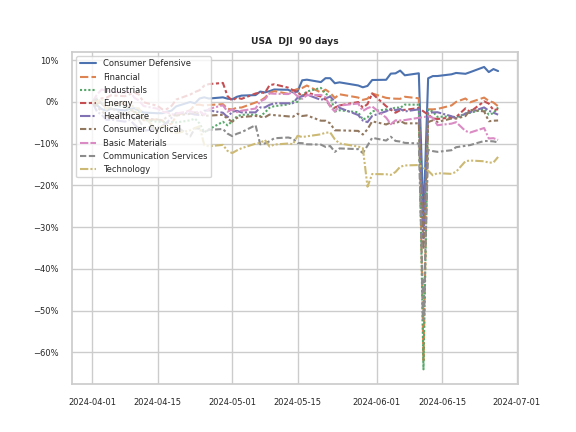 USA  DJI  90 days
10%
0%
−10%
−20%
−30%
−40%
−50%
−60%
Consumer Defensive
Financial
Industrials
Energy
Healthcare
Consumer Cyclical
Basic Materials
Communication Services
Technology
2024-04-01
2024-04-15
2024-05-01
2024-05-15
2024-06-01
2024-06-15
2024-07-01